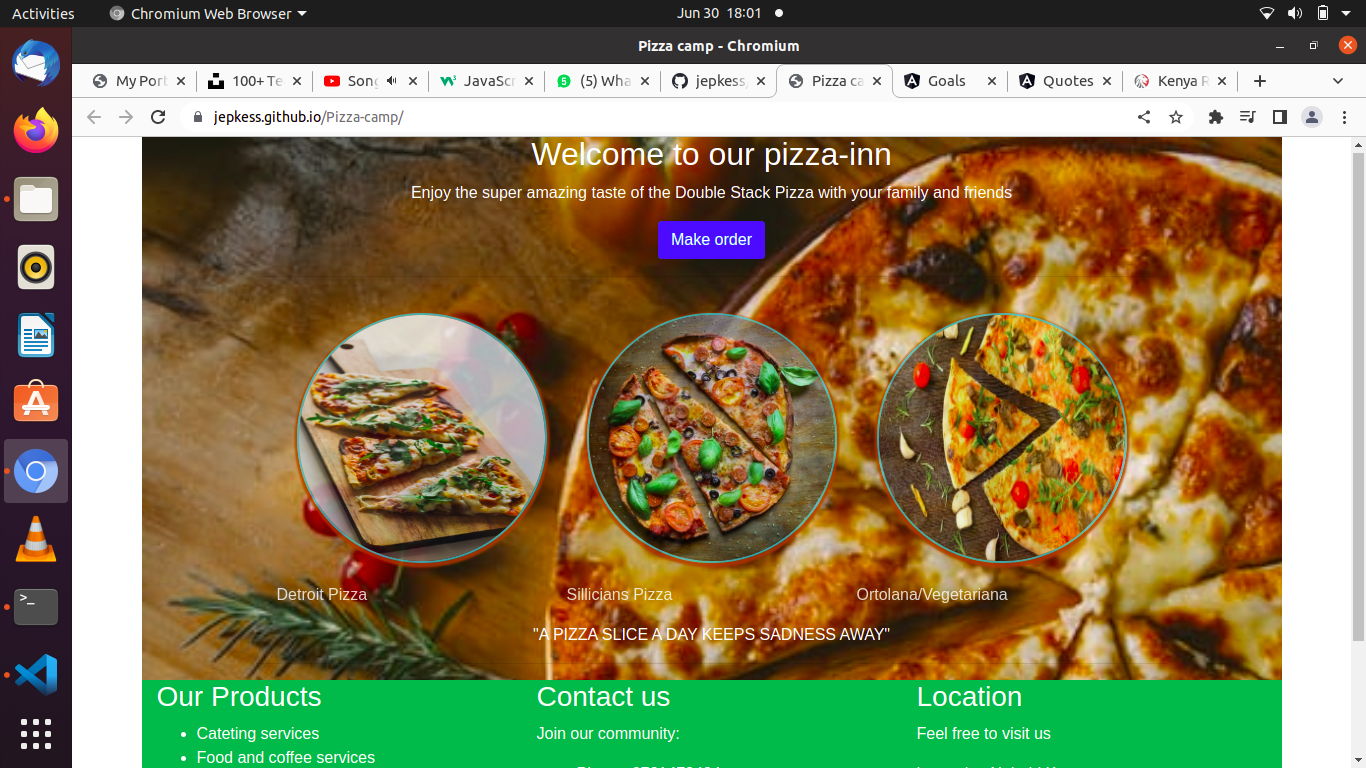 Activities
Chromium Web Browser
Jun 30 18:01
Pizza camp - Chromium
My Port
100+ Te
Song
JavaScr
(5) Wha
jepkess
Pizza ca
Goals
Quotes
Kenya R
jepkess.github.io/Pizza-camp/
Welcome to our pizza-inn
Enjoy the super amazing taste of the Double Stack Pizza with your family and friends
Make order
Detroit Pizza
Sillicians Pizza
Ortolana/Vegetariana
"A PIZZA SLICE A DAY KEEPS SADNESS AWAY"
Our Products
Cateting services
Food and coffee services
Contact us
Join our community:
Location
Feel free to visit us